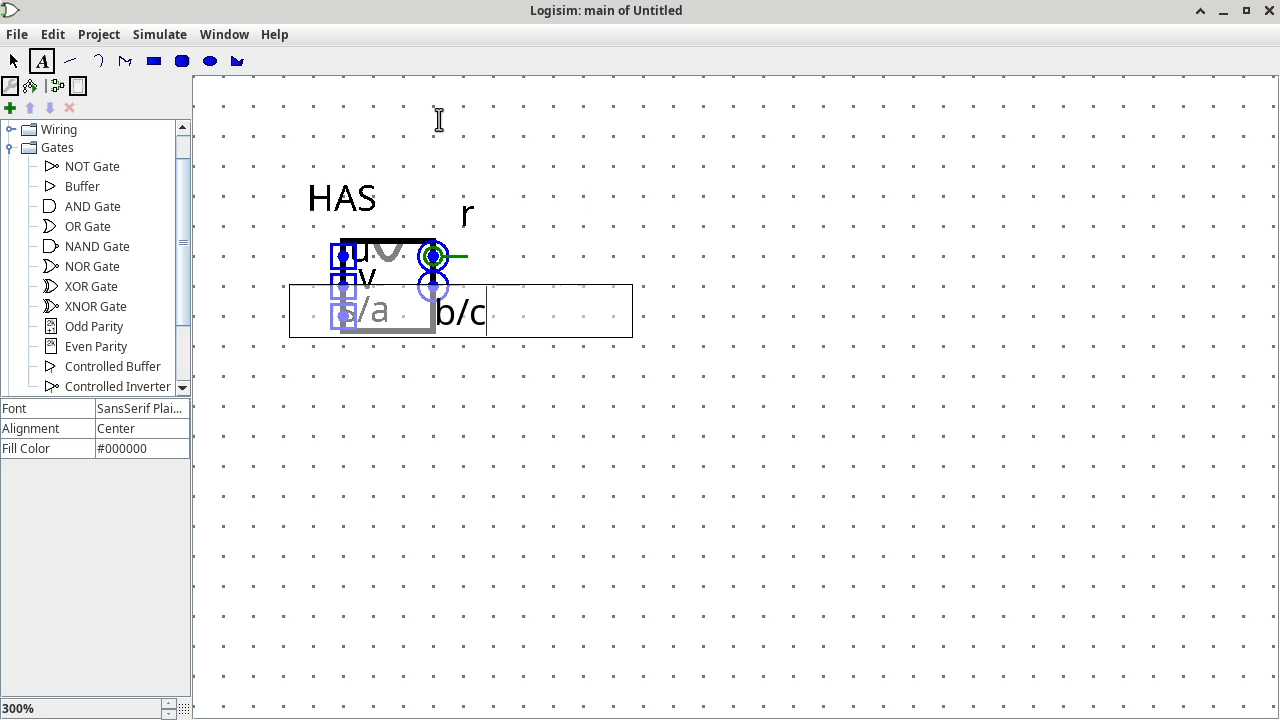 Logisim: main of Untitled
File Edit Project Simulate Window Help
A
Wiring
Gates
NOT Gate
Buffer
AND Gate
OR Gate
NAND Gate
NOR Gate
XOR Gate
XNOR Gate
Odd Parity
Even Parity
Controlled Buffer
Controlled Inverter
Font SansSerif Plai...
Alignment Center
Fill Color #000000
300%
HAS
r
u
v
s/a
b/c